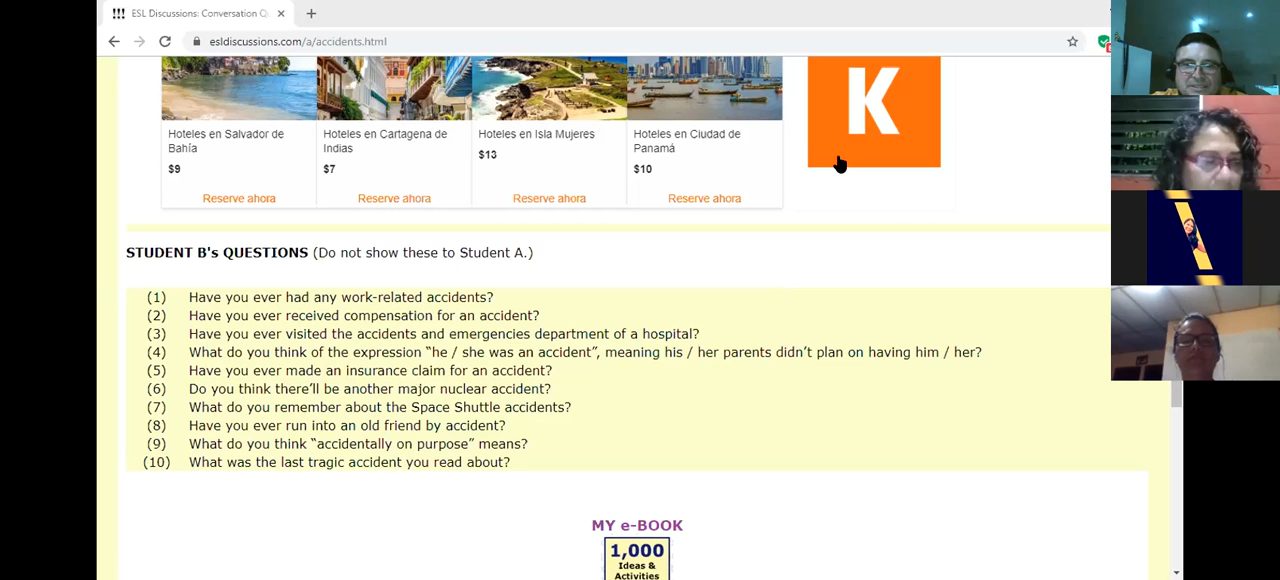 ESL Discussions: Conversation Q
esldiscussions.com/a/accidents.html
K
Hoteles en Salvador de Bahía
$9
Reserve ahora
Hoteles en Cartagena de Indias
$7
Reserve ahora
Hoteles en Isla Mujeres
$13
Reserve ahora
Hoteles en Ciudad de Panamá
$10
Reserve ahora
STUDENT B's QUESTIONS (Do not show these to Student A.)
(1) Have you ever had any work-related accidents?
(2) Have you ever received compensation for an accident?
(3) Have you ever visited the accidents and emergencies department of a hospital?
(4) What do you think of the expression “he / she was an accident”, meaning his / her parents didn’t plan on having him / her?
(5) Have you ever made an insurance claim for an accident?
(6) Do you think there’ll be another major nuclear accident?
(7) What do you remember about the Space Shuttle accidents?
(8) Have you ever run into an old friend by accident?
(9) What do you think “accidentally on purpose” means?
(10) What was the last tragic accident you read about?
MY e-BOOK
1,000
Ideas &
Activities